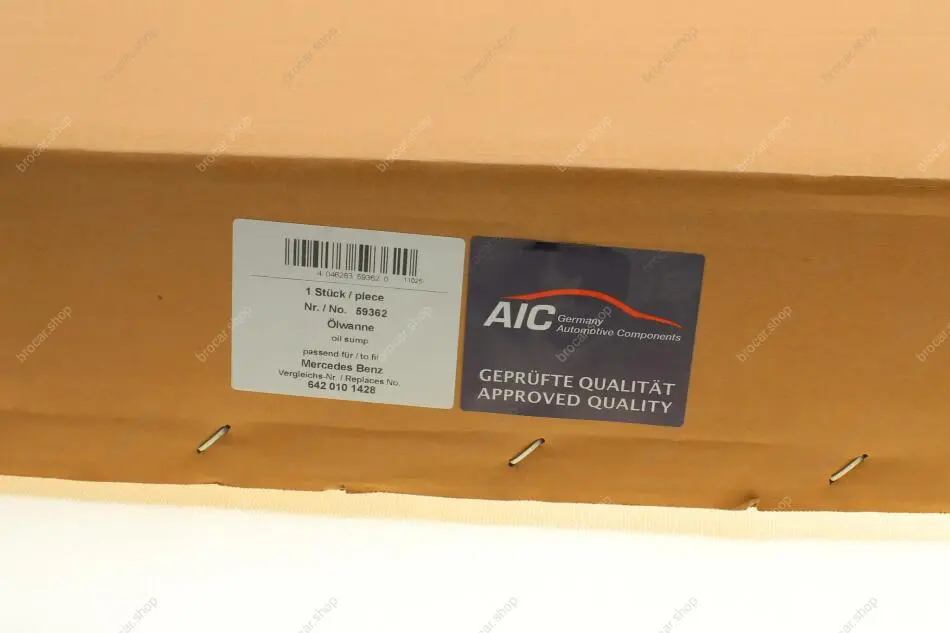 4 046283 59362 0
11025
1 Stück / piece
Nr. / No. 59362
Ölwanne
oil sump
passend für / to fit
Mercedes Benz
Vergleichs-Nr. / Replaces No.
642 010 1428
AIC Germany
Automotive Components
GEPRÜFTE QUALITÄT
APPROVED QUALITY
brocar.shop